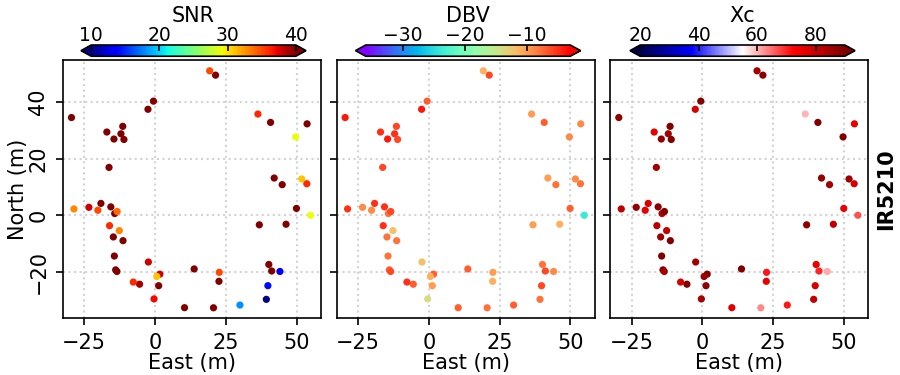 SNR DBV Xc
10 20 30 40 −30 −20 −10 20 40 60 80
40
20
0
−20
North (m)
IR5210
−25 0 25 50 −25 0 25 50 −25 0 25 50
East (m) East (m) East (m)